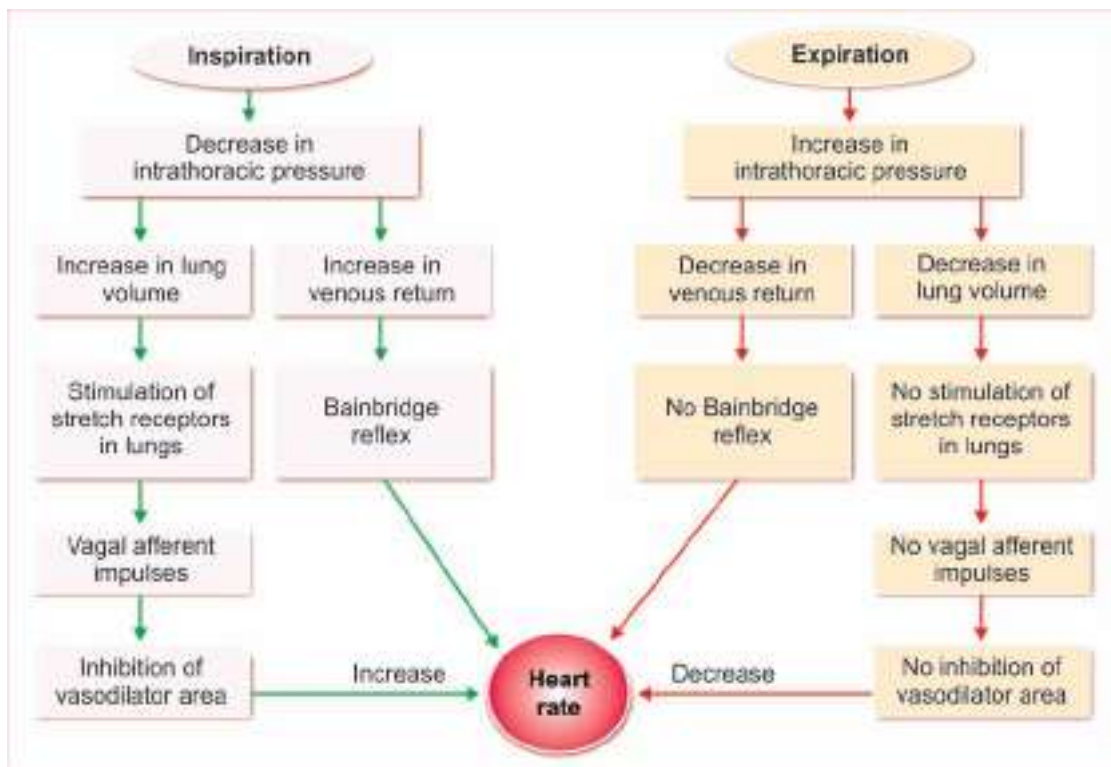 Inspiration
Decrease in
intrathoracic pressure
Increase in lung
volume
Increase in
venous return
Stimulation of
stretch receptors
in lungs
Bainbridge
reflex
Vagal afferent
impulses
Inhibition of
vasodilator area
Increase
Heart
rate
Expiration
Increase in
intrathoracic pressure
Decrease in
venous return
Decrease in
lung volume
No Bainbridge
reflex
No stimulation of
stretch receptors
in lungs
No vagal afferent
impulses
Decrease
No inhibition of
vasodilator area